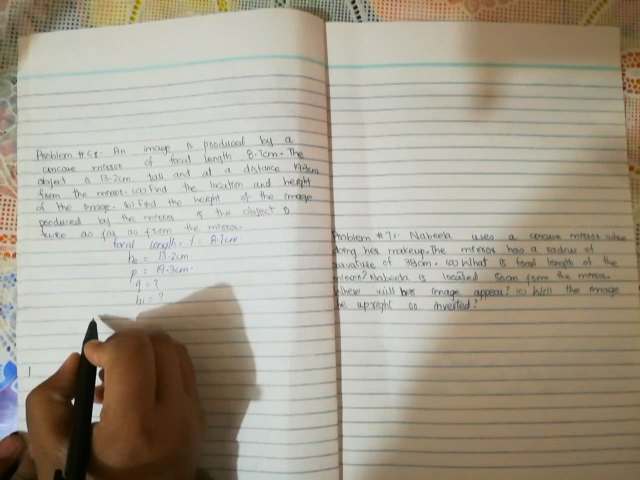 Problem # 6: An image is produced by a
concave mirror of focal length 8.7cm. The
object is 13.2cm tall and at a distance 19.3cm
from the mirror. (a) Find the location and height
of the image. (b) Find the height of the image
produced by the mirror is the object is
twice as far as from the mirror.
focal length = f = 8.7cm
ho = 13.2cm
p = 19.3cm
q = ?
hi = ?
Problem # 7: Nabeela uses a concave mirror when
doing her makeup. The mirror has a radius of
curvature of 38cm. (a) What is focal length of the
mirror? Nabeela is located 50cm from the mirror.
Where will her image appear? (c) Will the image
be upright or inverted?